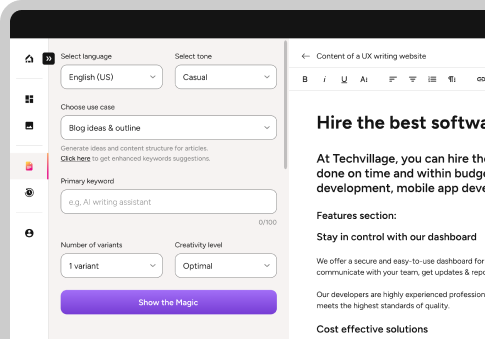 Select language
Select tone
English (US)
Casual
Choose use case
Blog ideas & outline
Generate ideas and content structure for articles.
Click here to get enhanced keywords suggestions.
Primary keyword
e.g, AI writing assistant
0/100
Number of variants
Creativity level
1 variant
Optimal
Show the Magic
Content of a UX writing website
B i U
Hire the best softwa
At Techvillage, you can hire the
done on time and within budge
development, mobile app deve
Features section:
Stay in control with our dashboard
We offer a secure and easy-to-use dashboard for
communicate with your team, get updates & repo
Our developers are highly experienced profession
meets the highest standards of quality.
Cost effective solutions